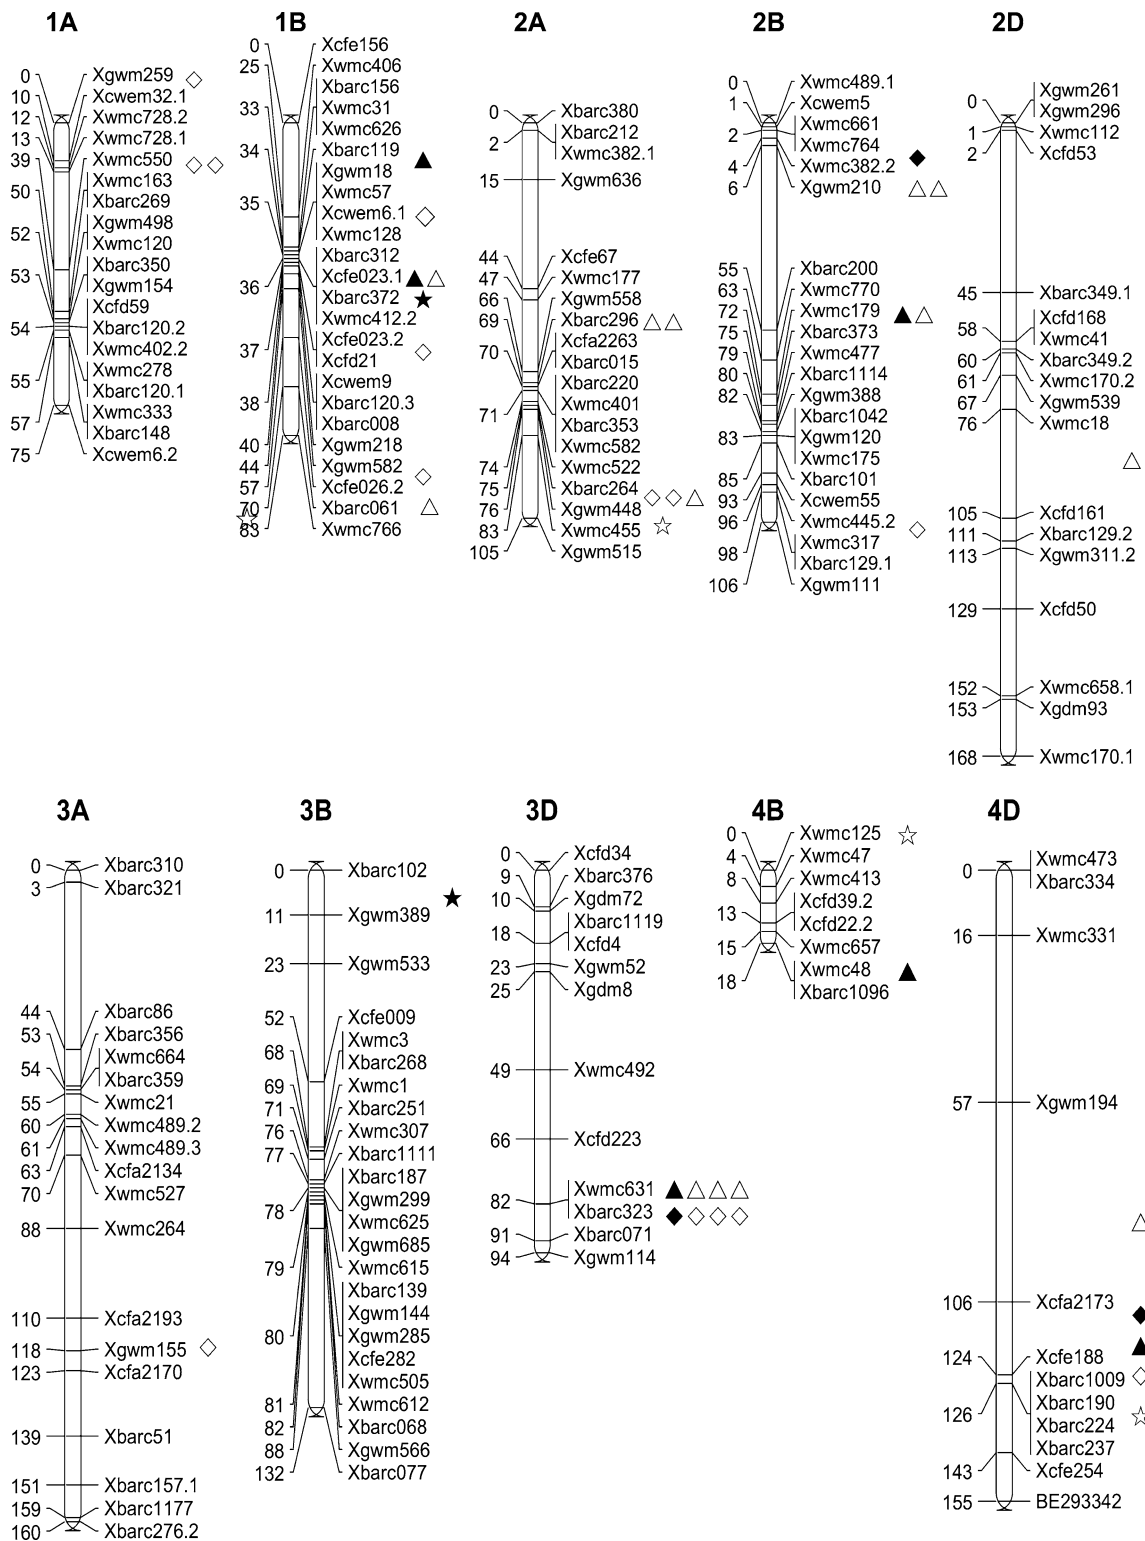 1A
0 Xgwm259
10 Xcwem32.1
12 Xwmc728.2
13 Xwmc728.1
39 Xwmc550
Xwmc163
50 Xbarc269
Xgwm498
52 Xwmc120
Xbarc350
53 Xgwm154
Xcfd59
54 Xbarc120.2
Xwmc402.2
55 Xwmc278
Xbarc120.1
57 Xwmc333
Xbarc148
75 Xcwem6.2
1B
0 Xcfe156
25 Xwmc406
Xbarc156
33 Xwmc31
Xwmc626
34 Xbarc119
Xgwm18
35 Xwmc57
Xcwem6.1
Xwmc128
Xbarc312
36 Xcfe023.1
Xbarc372
Xwmc412.2
37 Xcfe023.2
Xcfd21
Xcwem9
38 Xbarc120.3
Xbarc008
40 Xgwm218
44 Xgwm582
57 Xcfe026.2
70 Xbarc061
83 Xwmc766
2A
0 Xbarc380
2 Xbarc212
Xwmc382.1
15 Xgwm636
44 Xcfe67
47 Xwmc177
66 Xgwm558
69 Xbarc296
70 Xcfa2263
Xbarc015
Xbarc220
71 Xwmc401
Xbarc353
Xwmc582
74 Xwmc522
75 Xbarc264
76 Xgwm448
83 Xwmc455
105 Xgwm515
2B
0 Xwmc489.1
1 Xcwem5
2 Xwmc661
Xwmc764
4 Xwmc382.2
6 Xgwm210
55 Xbarc200
63 Xwmc770
72 Xwmc179
75 Xbarc373
79 Xwmc477
80 Xbarc1114
82 Xgwm388
Xbarc1042
83 Xgwm120
Xwmc175
85 Xbarc101
93 Xcwem55
96 Xwmc445.2
98 Xwmc317
Xbarc129.1
106 Xgwm111
2D
0 Xgwm261
Xgwm296
1 Xwmc112
2 Xcfd53
45 Xbarc349.1
58 Xcfd168
Xwmc41
60 Xbarc349.2
61 Xwmc170.2
67 Xgwm539
76 Xwmc18
105 Xcfd161
111 Xbarc129.2
113 Xgwm311.2
129 Xcfd50
152 Xwmc658.1
153 Xgdm93
168 Xwmc170.1
3A
0 Xbarc310
3 Xbarc321
44 Xbarc86
53 Xbarc356
54 Xwmc664
Xbarc359
55 Xwmc21
60 Xwmc489.2
61 Xwmc489.3
63 Xcfa2134
70 Xwmc527
88 Xwmc264
110 Xcfa2193
118 Xgwm155
123 Xcfa2170
139 Xbarc51
151 Xbarc157.1
159 Xbarc1177
160 Xbarc276.2
3B
0 Xbarc102
11 Xgwm389
23 Xgwm533
52 Xcfe009
68 Xwmc3
Xbarc268
69 Xwmc1
71 Xbarc251
76 Xwmc307
77 Xbarc1111
Xbarc187
78 Xgwm299
Xwmc625
Xgwm685
79 Xwmc615
Xbarc139
Xgwm144
80 Xgwm285
Xcfe282
Xwmc505
81 Xwmc612
82 Xbarc068
88 Xgwm566
132 Xbarc077
3D
0 Xcfd34
9 Xbarc376
10 Xgdm72
18 Xbarc1119
Xcfd4
23 Xgwm52
25 Xgdm8
49 Xwmc492
66 Xcfd223
82 Xwmc631
Xbarc323
91 Xbarc071
94 Xgwm114
4B
0 Xwmc125
4 Xwmc47
8 Xwmc413
13 Xcfd39.2
Xcfd22.2
15 Xwmc657
18 Xwmc48
Xbarc1096
4D
0 Xwmc473
Xbarc334
16 Xwmc331
57 Xgwm194
106 Xcfa2173
124 Xcfe188
Xbarc1009
126 Xbarc190
Xbarc224
Xbarc237
143 Xcfe254
155 BE293342